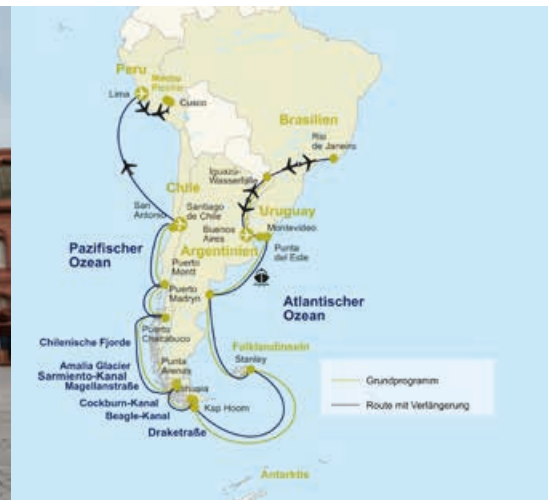 Peru
Machu
Picchu
Lima
Cusco
Brasilien
Rio
de Janeiro
Iguazú-
Wasserfälle
Chile
San
Antonio
Santiago
de Chile
Uruguay
Buenos
Aires
Montevideo
Argentinien
Punta
del Este
Pazifischer
Ozean
Puerto
Montt
Puerto
Madryn
Atlantischer
Ozean
Puerto
Chacabuco
Chilenische Fjorde
Falklandinseln
Stanley
Amalia Glacier
Sarmiento-Kanal
Magellanstraße
Punta
Arenas
Ushuaia
Cockburn-Kanal
Beagle-Kanal
Kap Hoorn
Draketraße
Antarktis
Grundprogramm
Route mit Verlängerung